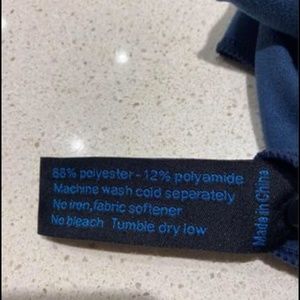 88% polyester - 12% polyamide
Machine wash cold separately
No iron,fabric softener
No bleach Tumble dry low
Made in China